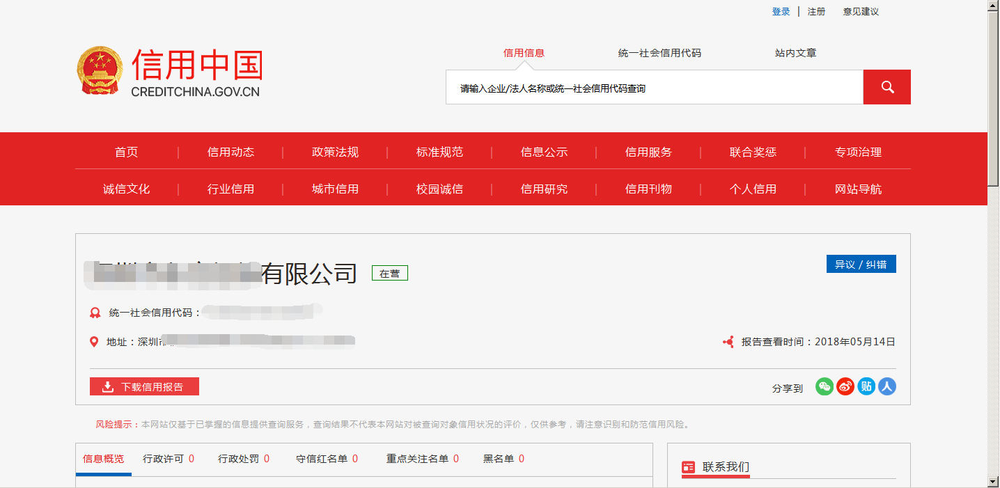 登录 | 注册 意见建议
信用中国
CREDITCHINA.GOV.CN
信用信息 统一社会信用代码 站内文章
请输入企业/法人名称或统一社会信用代码查询
首页 | 信用动态 | 政策法规 | 标准规范 | 信息公示 | 信用服务 | 联合奖惩 | 专项治理
诚信文化 | 行业信用 | 城市信用 | 校园诚信 | 信用研究 | 信用刊物 | 个人信用 | 网站导航
有限公司 在营 异议 / 纠错
统一社会信用代码：
地址：深圳市 报告查看时间：2018年05月14日
下载信用报告 分享到 贴 人
风险提示：本网站仅基于已掌握的信息提供查询服务，查询结果不代表本网站对被查询对象信用状况的评价，仅供参考，请注意识别和防范信用风险。
信息概览 行政许可 0 行政处罚 0 守信红名单 0 重点关注名单 0 黑名单 0
联系我们